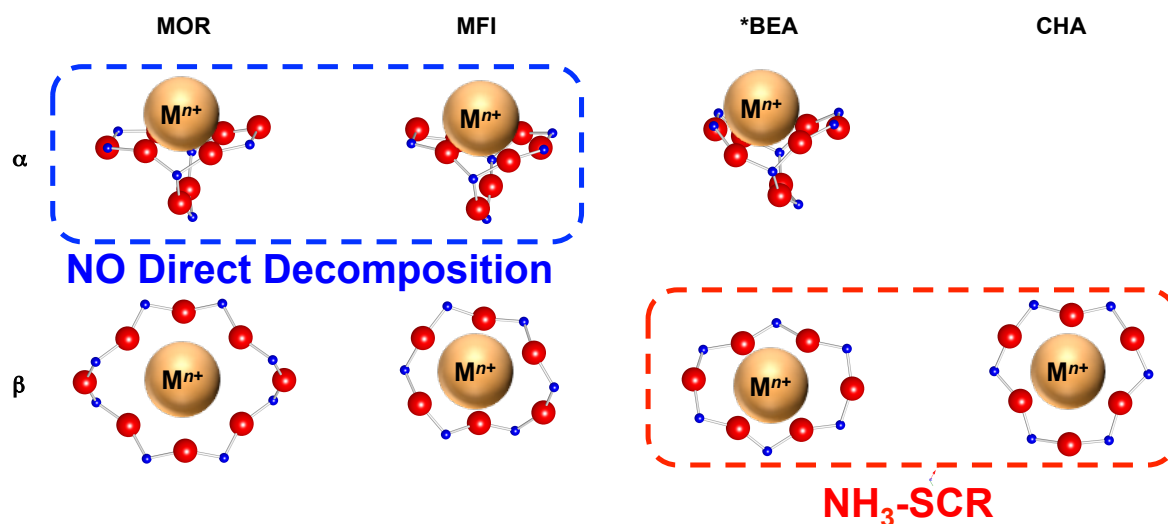 MOR MFI *BEA CHA
α Mⁿ⁺ Mⁿ⁺ Mⁿ⁺
NO Direct Decomposition
β Mⁿ⁺ Mⁿ⁺ Mⁿ⁺ Mⁿ⁺
NH₃-SCR